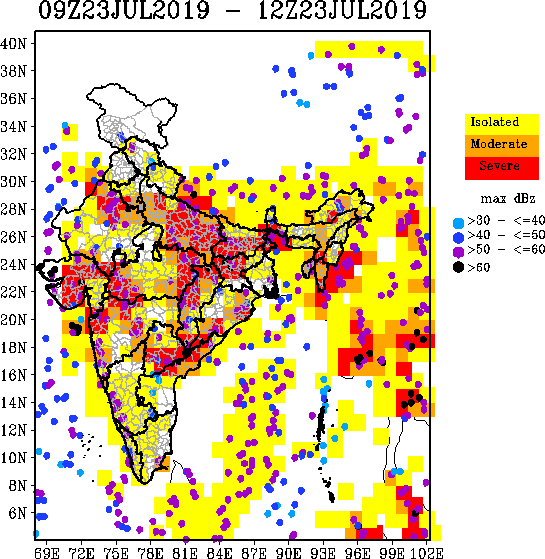 09Z23JUL2019 – 12Z23JUL2019
40N
38N
36N
34N
32N
30N
28N
26N
24N
22N
20N
18N
16N
14N
12N
10N
8N
6N
69E 72E 75E 78E 81E 84E 87E 90E 93E 96E 99E 102E
Isolated
Moderate
Severe
max dBz
>30 – <=40
>40 – <=50
>50 – <=60
>60